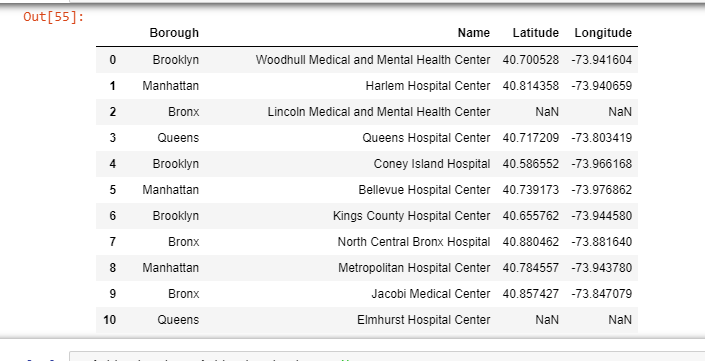 Out[55]:
Borough Name Latitude Longitude
0 Brooklyn Woodhull Medical and Mental Health Center 40.700528 -73.941604
1 Manhattan Harlem Hospital Center 40.814358 -73.940659
2 Bronx Lincoln Medical and Mental Health Center NaN NaN
3 Queens Queens Hospital Center 40.717209 -73.803419
4 Brooklyn Coney Island Hospital 40.586552 -73.966168
5 Manhattan Bellevue Hospital Center 40.739173 -73.976862
6 Brooklyn Kings County Hospital Center 40.655762 -73.944580
7 Bronx North Central Bronx Hospital 40.880462 -73.881640
8 Manhattan Metropolitan Hospital Center 40.784557 -73.943780
9 Bronx Jacobi Medical Center 40.857427 -73.847079
10 Queens Elmhurst Hospital Center NaN NaN